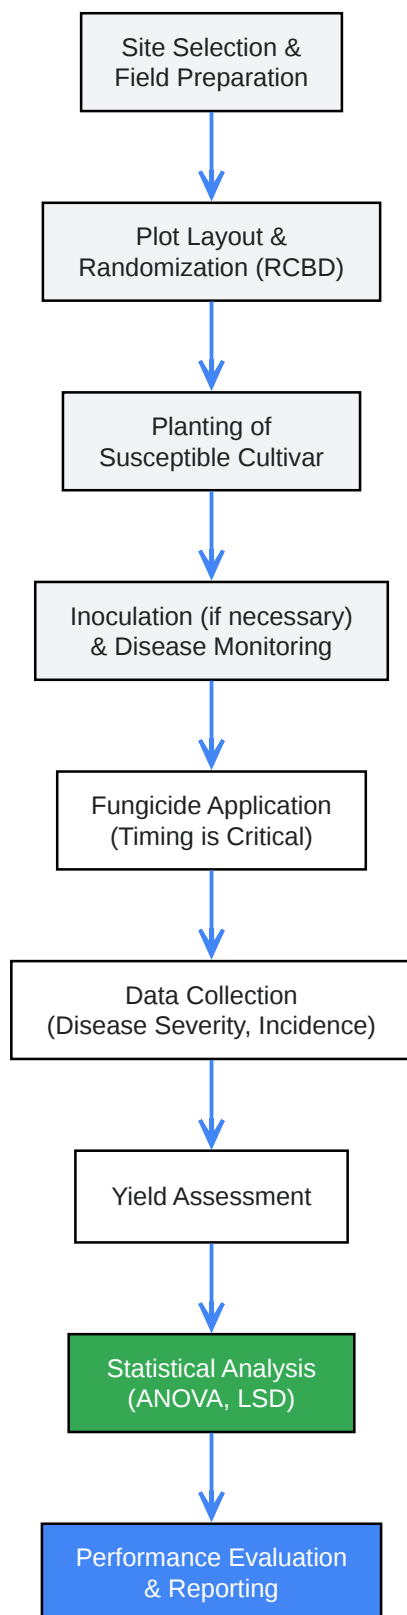 Site Selection &
Field Preparation
Plot Layout &
Randomization (RCBD)
Planting of
Susceptible Cultivar
Inoculation (if necessary)
& Disease Monitoring
Fungicide Application
(Timing is Critical)
Data Collection
(Disease Severity, Incidence)
Yield Assessment
Statistical Analysis
(ANOVA, LSD)
Performance Evaluation
& Reporting